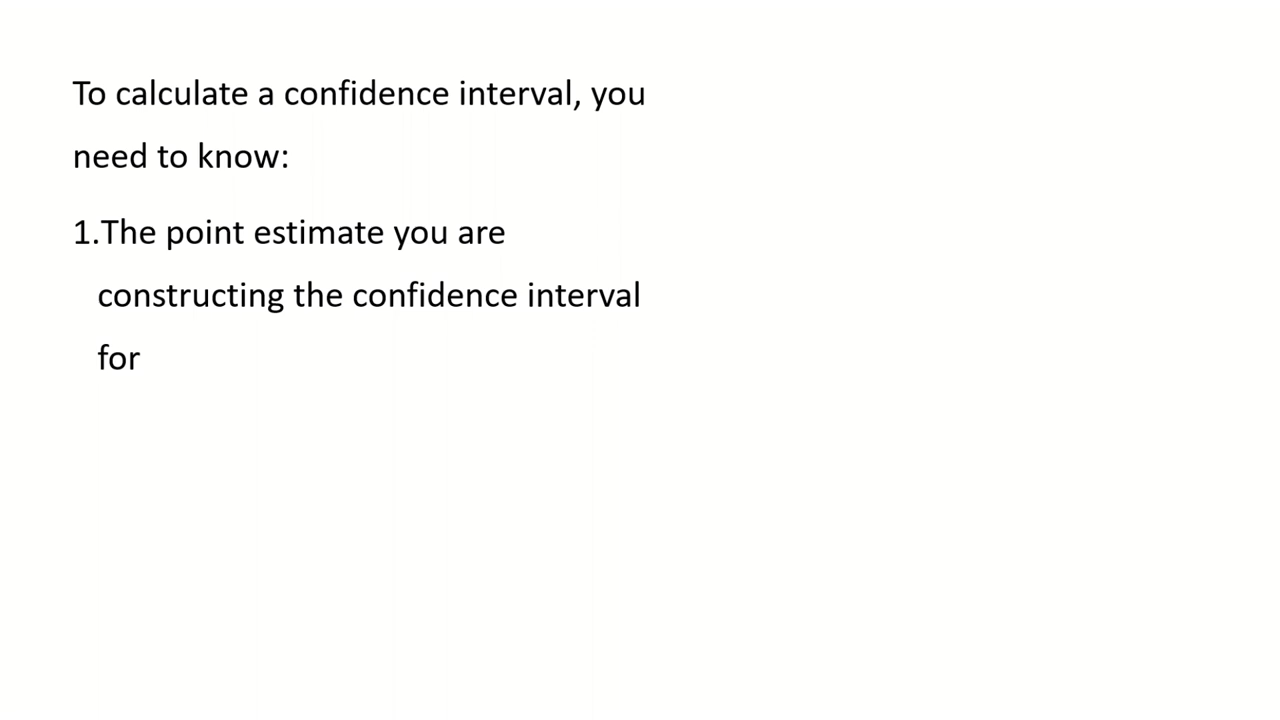 To calculate a confidence interval, you
need to know:
1.The point estimate you are
constructing the confidence interval
for